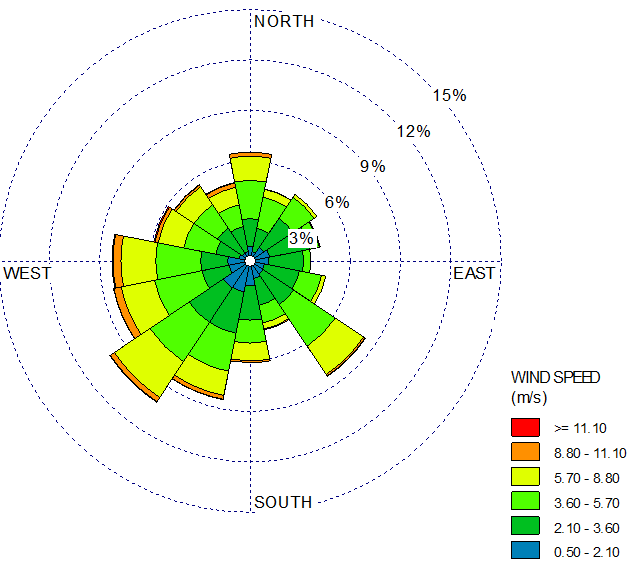 NORTH
15%
12%
9%
6%
3%
WEST
EAST
SOUTH
WIND SPEED
(m/s)
>= 11.10
8.80 - 11.10
5.70 - 8.80
3.60 - 5.70
2.10 - 3.60
0.50 - 2.10